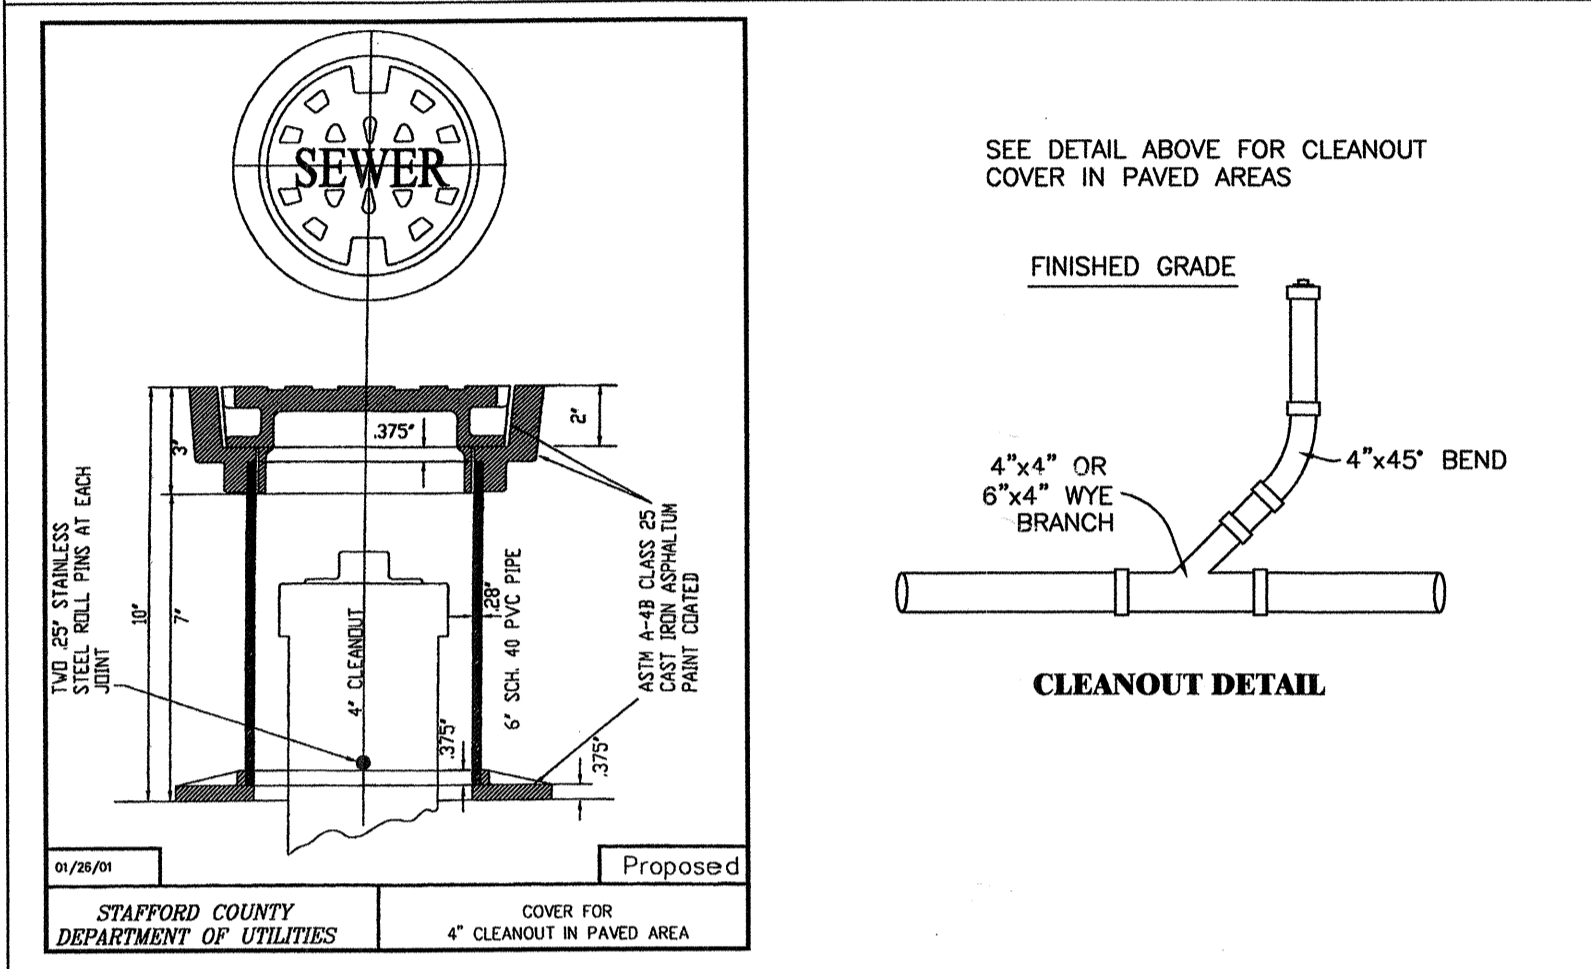 SEWER
.375"
2"
3"
10"
7"
TWO .25" STAINLESS
STEEL ROLL PINS AT EACH
JOINT
4" CLEANOUT
.375"
1.28"
6" SCH. 40 PVC PIPE
ASTM A-4B CLASS 25
CAST IRON ASPHALTUM
PAINT COATED
.375"
01/26/01
Proposed
STAFFORD COUNTY
DEPARTMENT OF UTILITIES
COVER FOR
4" CLEANOUT IN PAVED AREA
SEE DETAIL ABOVE FOR CLEANOUT
COVER IN PAVED AREAS
FINISHED GRADE
4"x4" OR
6"x4" WYE
BRANCH
4"x45° BEND
CLEANOUT DETAIL